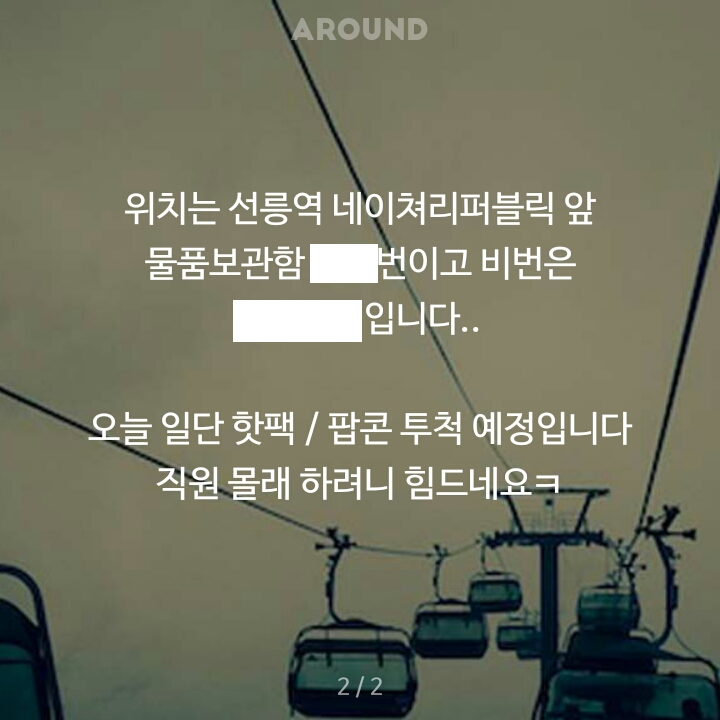 AROUND
위치는 선릉역 네이쳐리퍼블릭 앞
물품보관함 번이고 비번은
입니다..
오늘 일단 핫팩 / 팝콘 투척 예정입니다
직원 몰래 하려니 힘드네요ㅋ
2 / 2